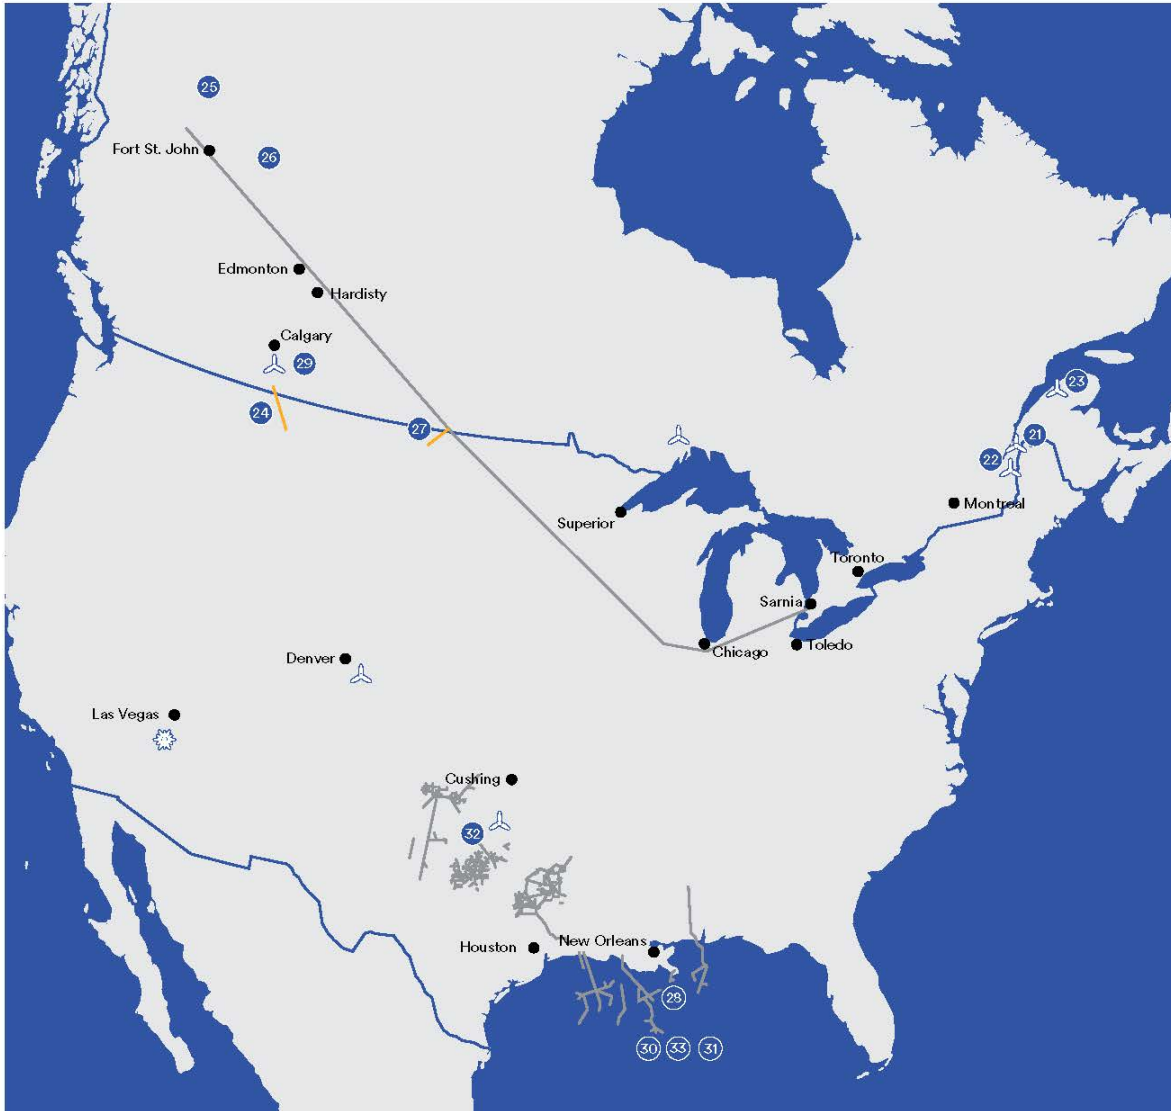 25
Fort St. John
26
Edmonton
Hardisty
Calgary
29
23
24
27
21
22
Montreal
Superior
Toronto
Sarnia
Chicago
Toledo
Denver
Las Vegas
Cushing
32
Houston
New Orleans
28
30
33
31